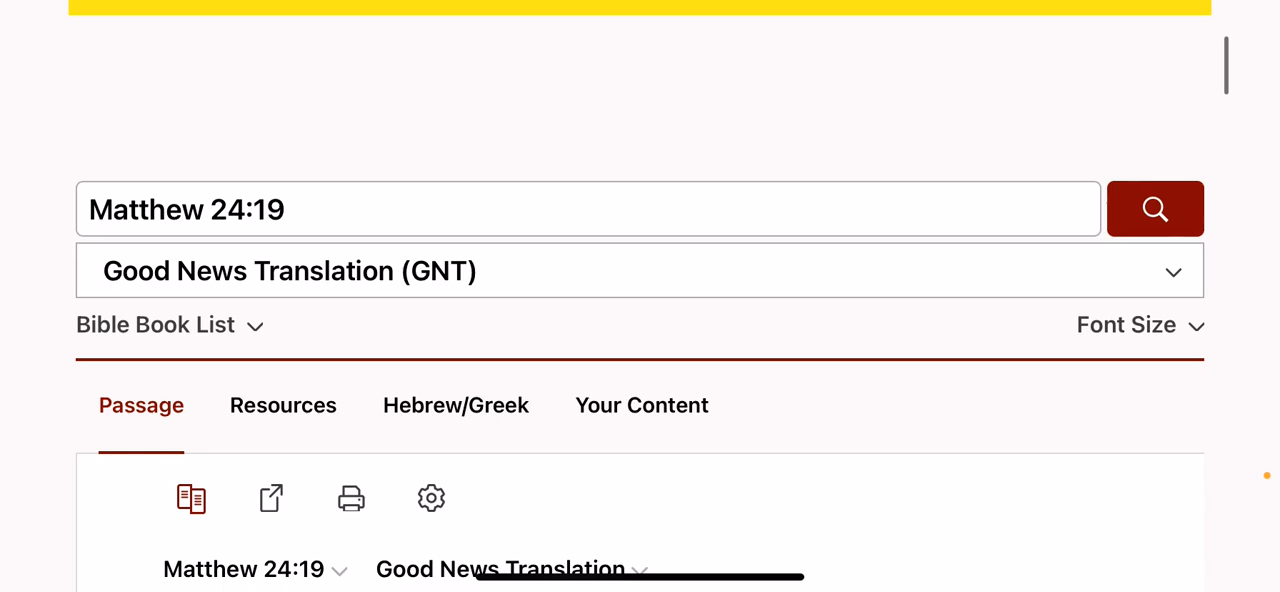 Matthew 24:19
Good News Translation (GNT)
Bible Book List
Font Size
Passage Resources Hebrew/Greek Your Content
Matthew 24:19 Good News Translation